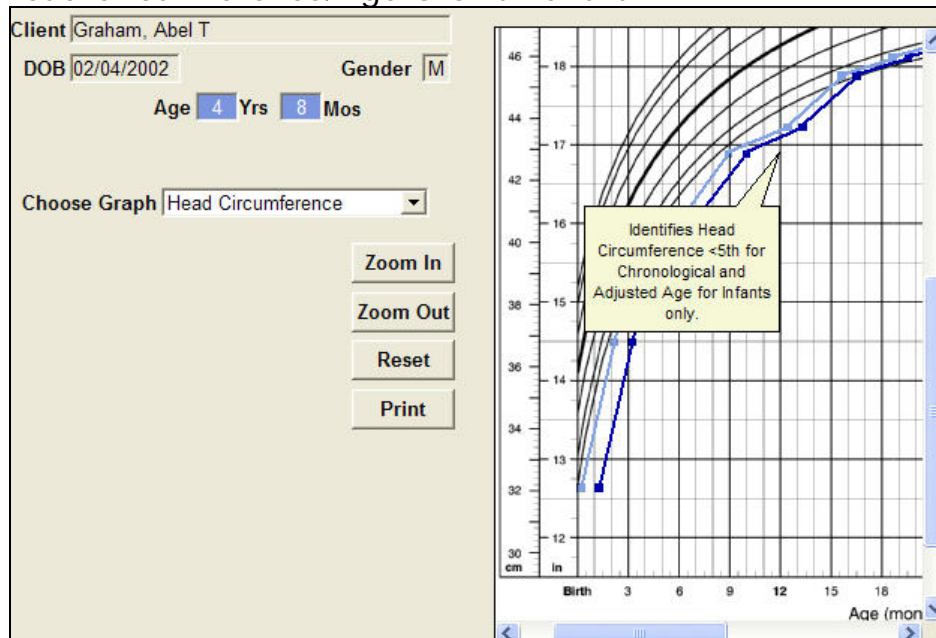 Client Graham, Abel T
DOB 02/04/2002 Gender M
Age 4 Yrs 8 Mos
Choose Graph Head Circumference
Zoom In
Zoom Out
Reset
Print
46
44
42
40
38
36
34
32
30
cm
18
17
16
15
14
13
12
in
Identifies Head
Circumference <5th for
Chronological and
Adjusted Age for Infants
only.
Birth 3 6 9 12 15 18
Age (mon